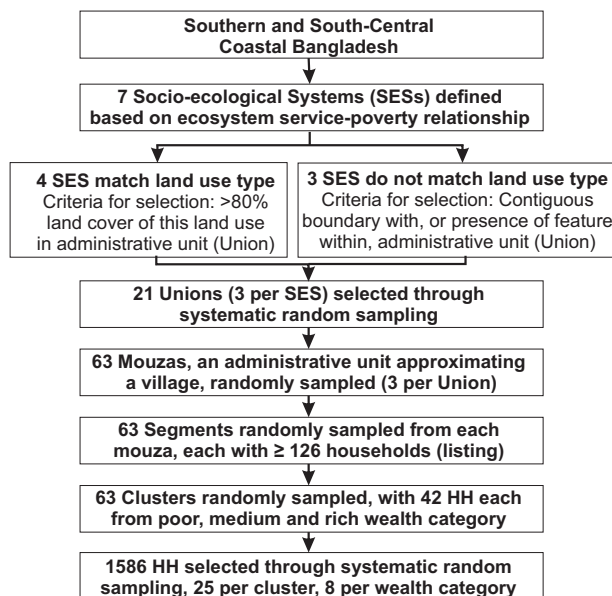 Southern and South-Central
Coastal Bangladesh
7 Socio-ecological Systems (SESs) defined
based on ecosystem service-poverty relationship
4 SES match land use type
Criteria for selection: >80%
land cover of this land use
in administrative unit (Union)
3 SES do not match land use type
Criteria for selection: Contiguous
boundary with, or presence of feature
within, administrative unit (Union)
21 Unions (3 per SES) selected through
systematic random sampling
63 Mouzas, an administrative unit approximating
a village, randomly sampled (3 per Union)
63 Segments randomly sampled from each
mouza, each with ≥ 126 households (listing)
63 Clusters randomly sampled, with 42 HH each
from poor, medium and rich wealth category
1586 HH selected through systematic random
sampling, 25 per cluster, 8 per wealth category